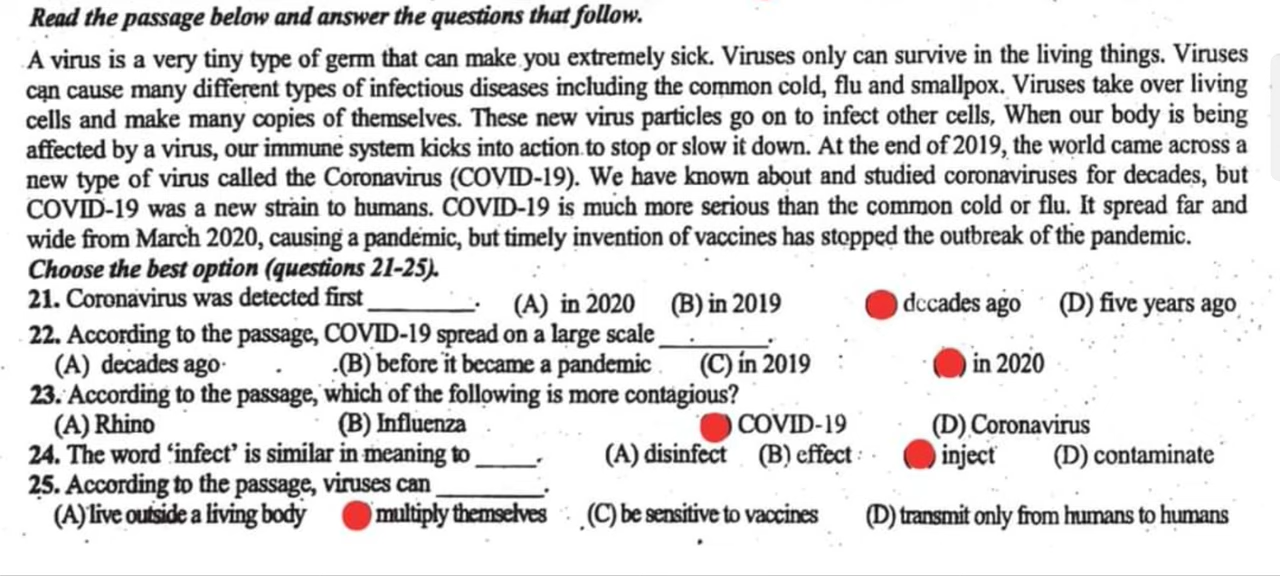 Read the passage below and answer the questions that follow.
A virus is a very tiny type of germ that can make you extremely sick. Viruses only can survive in the living things. Viruses
can cause many different types of infectious diseases including the common cold, flu and smallpox. Viruses take over living
cells and make many copies of themselves. These new virus particles go on to infect other cells, When our body is being
affected by a virus, our immune system kicks into action to stop or slow it down. At the end of 2019, the world came across a
new type of virus called the Coronavirus (COVID-19). We have known about and studied coronaviruses for decades, but
COVID-19 was a new strain to humans. COVID-19 is much more serious than the common cold or flu. It spread far and
wide from March 2020, causing a pandemic, but timely invention of vaccines has stopped the outbreak of the pandemic.
Choose the best option (questions 21-25).
21. Coronavirus was detected first ________. (A) in 2020 (B) in 2019 decades ago (D) five years ago
22. According to the passage, COVID-19 spread on a large scale ________.
(A) decades ago (B) before it became a pandemic (C) in 2019 in 2020
23. According to the passage, which of the following is more contagious?
(A) Rhino (B) Influenza COVID-19 (D) Coronavirus
24. The word ‘infect’ is similar in meaning to _____. (A) disinfect (B) effect inject (D) contaminate
25. According to the passage, viruses can ________.
(A) live outside a living body multiply themselves (C) be sensitive to vaccines (D) transmit only from humans to humans